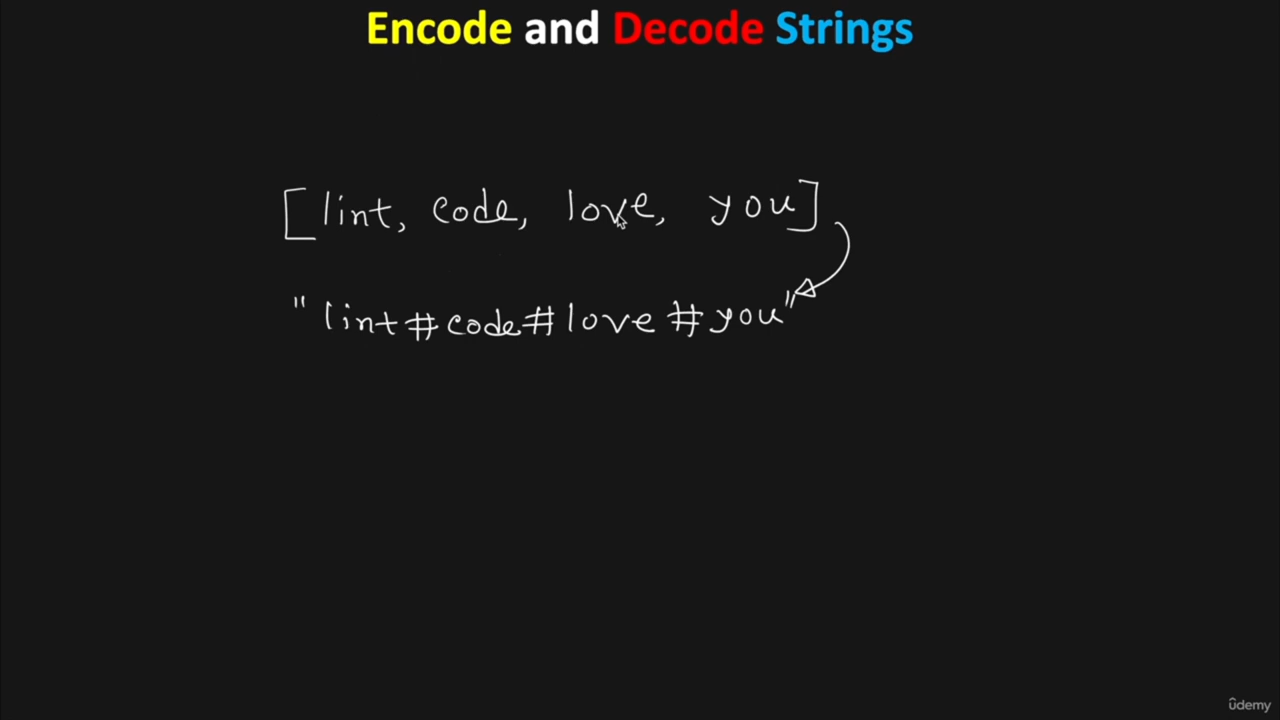 Encode and Decode Strings
[lint, code, love, you]
"lint#code#love#you"
ûdemy